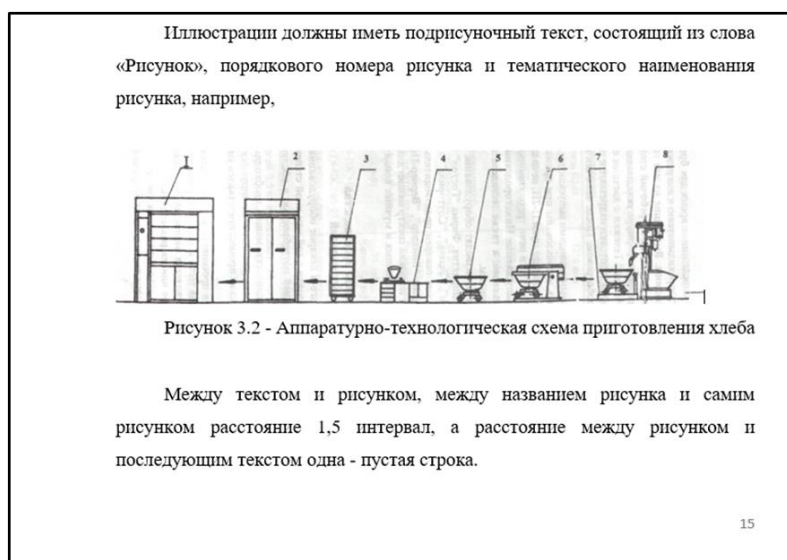 Иллюстрации должны иметь подрисуночный текст, состоящий из слова
«Рисунок», порядкового номера рисунка и тематического наименования
рисунка, например,
1 2 3 4 5 6 7 8
Рисунок 3.2 - Аппаратурно-технологическая схема приготовления хлеба
Между текстом и рисунком, между названием рисунка и самим
рисунком расстояние 1,5 интервал, а расстояние между рисунком и
последующим текстом одна - пустая строка.
15